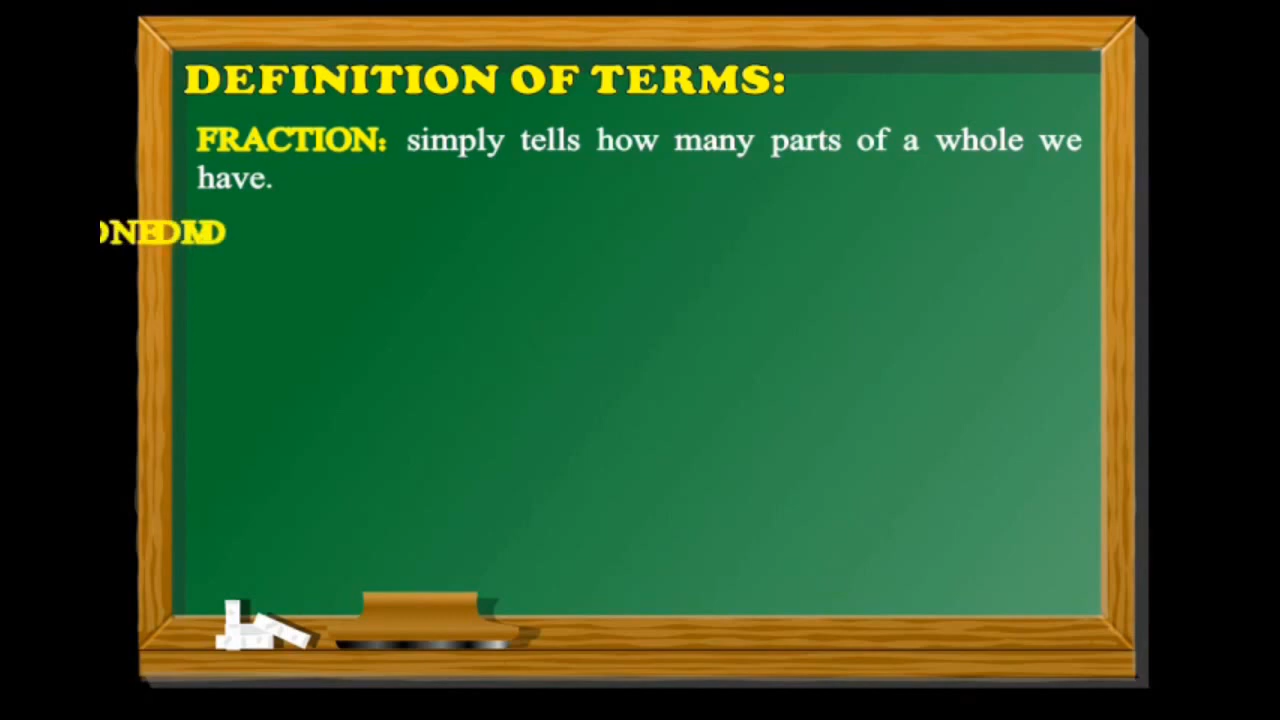 DEFINITION OF TERMS:
FRACTION: simply tells how many parts of a whole we
have.